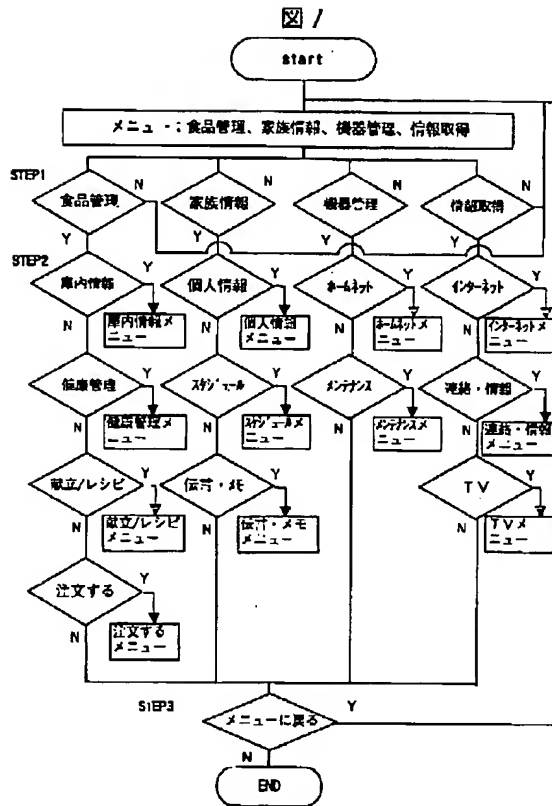 図 1
start
メニュー:食品管理、家族情報、機器管理、情報取得
STEP1
食品管理
N
家族情報
N
機器管理
N
情報取得
N
Y
Y
Y
Y
STEP2
庫内情報
Y
個人情報
Y
ホームネット
Y
インターネット
Y
庫内情報メ
ニュー
個人情報
メニュー
ホームネットメ
ニュー
インターネットメ
ニュー
N
N
N
N
健康管理
Y
スケジュール
Y
メンテナンス
Y
連絡・情報
Y
健康管理メ
ニュー
スケジュールメ
ニュー
メンテナンスメ
ニュー
連絡・情報
メニュー
N
N
N
N
献立/レシピ
Y
伝言・メモ
Y
TV
Y
献立/レシピ
メニュー
伝言・メモ
メニュー
TVメ
ニュー
N
N
N
注文する
Y
注文する
メニュー
N
STEP3
メニューに戻る
Y
N
END